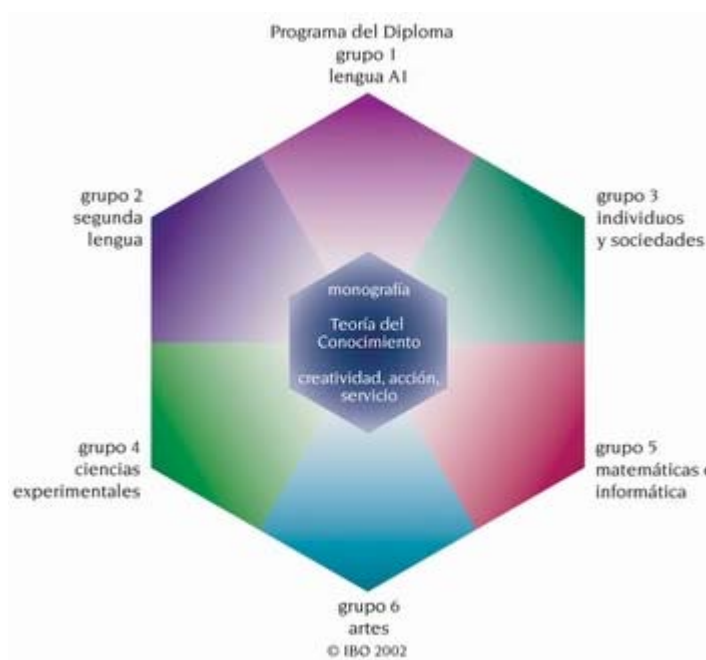 Programa del Diploma
grupo 1
lengua A1
grupo 2
segunda
lengua
grupo 3
individuos
y sociedades
monografía
Teoría del
Conocimiento
creatividad, acción,
servicio
grupo 4
ciencias
experimentales
grupo 5
matemáticas e
informática
grupo 6
artes
© IBO 2002